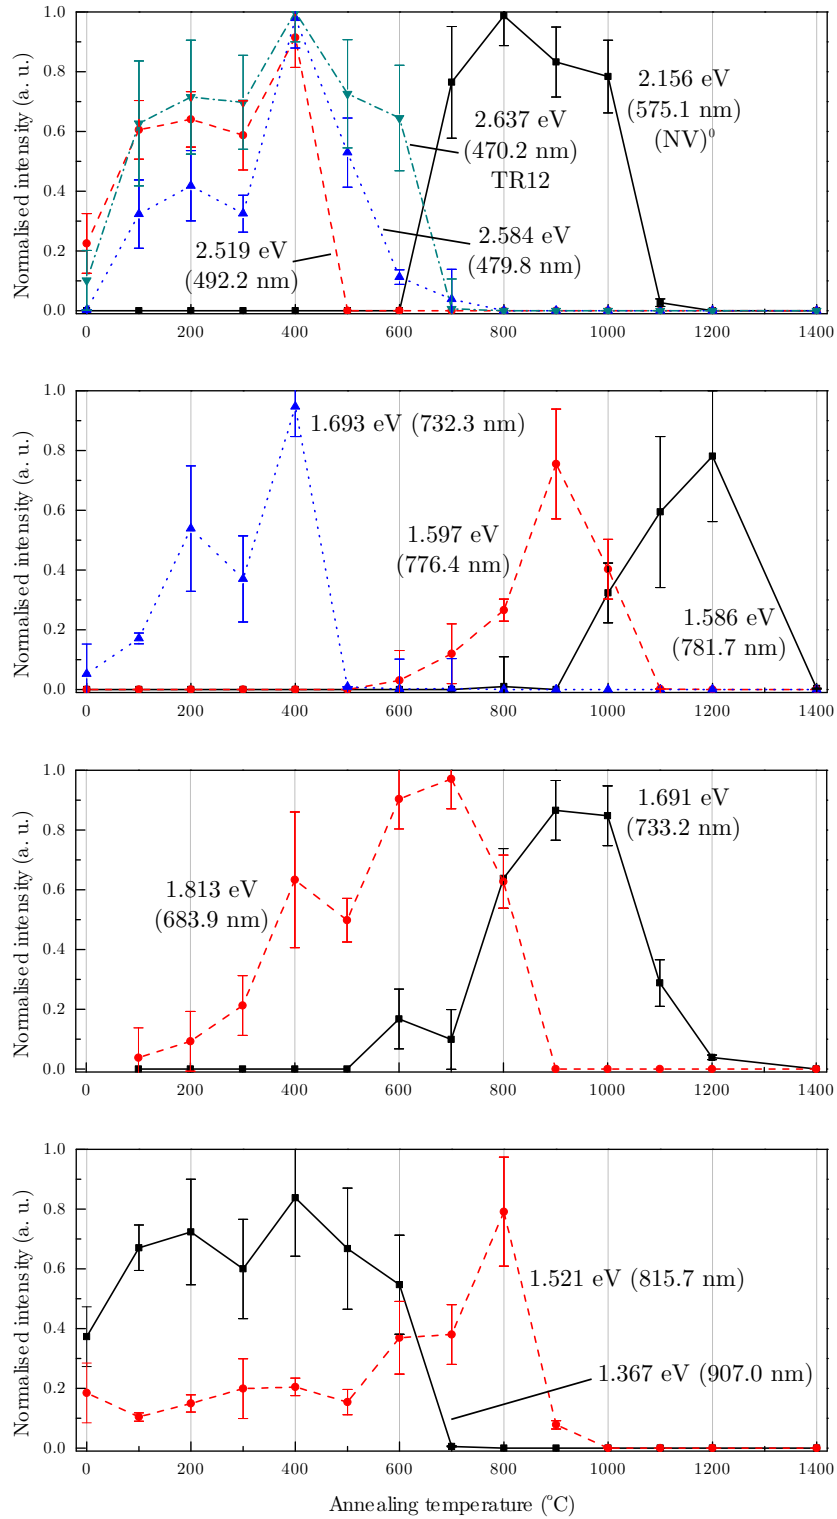 1.0
0.8
0.6
0.4
0.2
0.0
Normalised intensity (a. u.)
2.156 eV
(575.1 nm)
(NV)⁰
2.637 eV
(470.2 nm)
TR12
2.519 eV
(492.2 nm)
2.584 eV
(479.8 nm)
0 200 400 600 800 1000 1200 1400
1.0
0.8
0.6
0.4
0.2
0.0
Normalised intensity (a. u.)
1.693 eV (732.3 nm)
1.597 eV
(776.4 nm)
1.586 eV
(781.7 nm)
0 200 400 600 800 1000 1200 1400
1.0
0.8
0.6
0.4
0.2
0.0
Normalised intensity (a. u.)
1.691 eV
(733.2 nm)
1.813 eV
(683.9 nm)
0 200 400 600 800 1000 1200 1400
1.0
0.8
0.6
0.4
0.2
0.0
Normalised intensity (a. u.)
1.521 eV (815.7 nm)
1.367 eV (907.0 nm)
0 200 400 600 800 1000 1200 1400
Annealing temperature (°C)